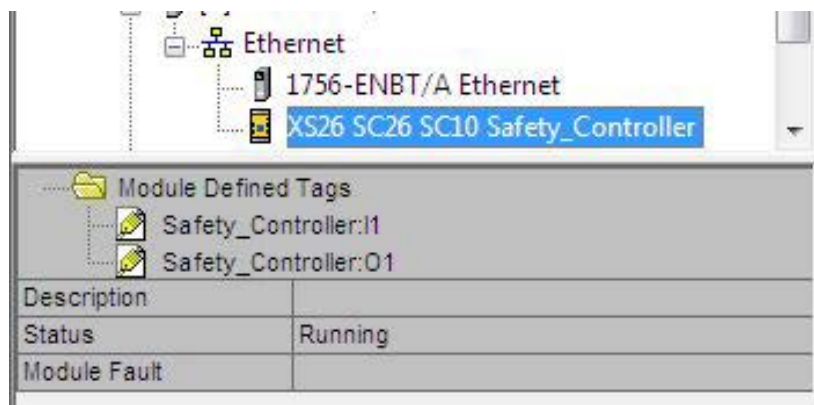 Ethernet
1756-ENBT/A Ethernet
XS26 SC26 SC10 Safety_Controller
Module Defined Tags
Safety_Controller:I1
Safety_Controller:O1
Description
Status Running
Module Fault